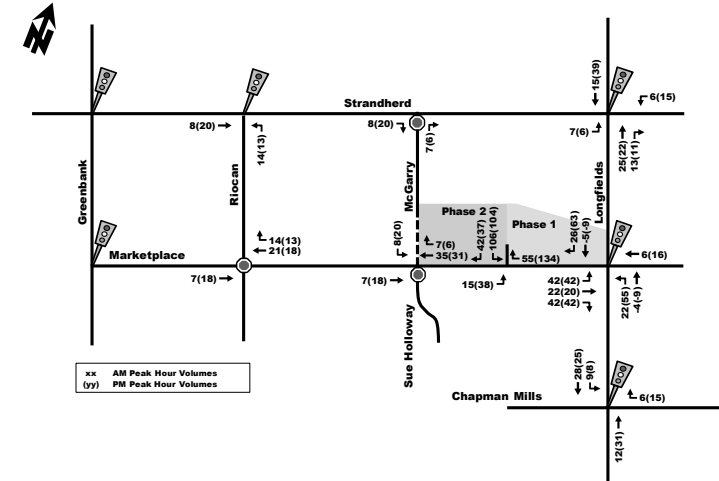 15(39)
6(15)
Strandherd
8(20)
14(13)
8(20)
7(6)
7(6)
25(22)
13(11)
Greenbank
Riocan
McGarry
Longfields
Phase 2
Phase 1
14(13)
21(18)
8(20)
7(6)
35(31)
42(37)
106(104)
55(134)
26(63)
-5(-9)
6(16)
Marketplace
7(18)
7(18)
15(38)
42(42)
22(20)
42(42)
22(55)
-4(-9)
Sue Holloway
xx AM Peak Hour Volumes
(yy) PM Peak Hour Volumes
28(25)
9(8)
Chapman Mills
6(15)
12(31)